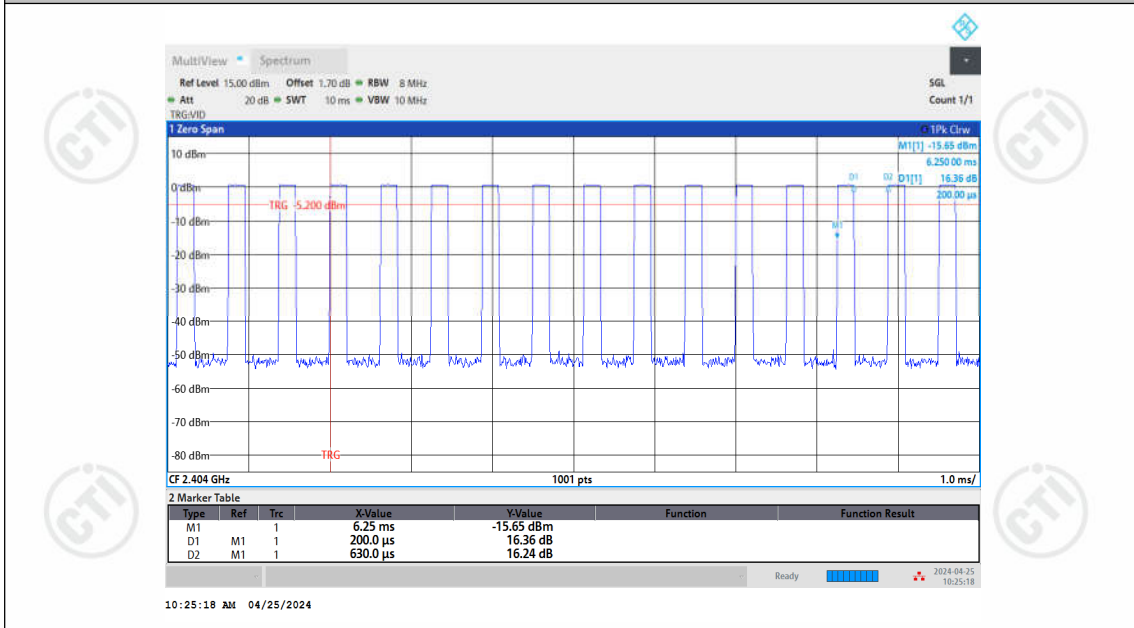 MultiView Spectrum
Ref Level 15.00 dBm Offset 1.70 dB RBW 8 MHz SGL
Att 20 dB SWT 10 ms VBW 10 MHz Count 1/1
TRG:VID
1 Zero Span 1Pk Clrw
M1[1] -15.65 dBm
6.250 00 ms
D1[1] 16.36 dB
200.00 µs
D1 D2
M1
10 dBm
0 dBm
TRG -5.200 dBm
-10 dBm
-20 dBm
-30 dBm
-40 dBm
-50 dBm
-60 dBm
-70 dBm
-80 dBm
TRG
CF 2.404 GHz 1001 pts 1.0 ms/
2 Marker Table
Type Ref Trc X-Value Y-Value Function Function Result
M1 1 6.25 ms -15.65 dBm
D1 M1 1 200.0 µs 16.36 dB
D2 M1 1 630.0 µs 16.24 dB
Ready 2024-04-25
10:25:18
10:25:18 AM 04/25/2024
CTI
CTI
CTI
CTI